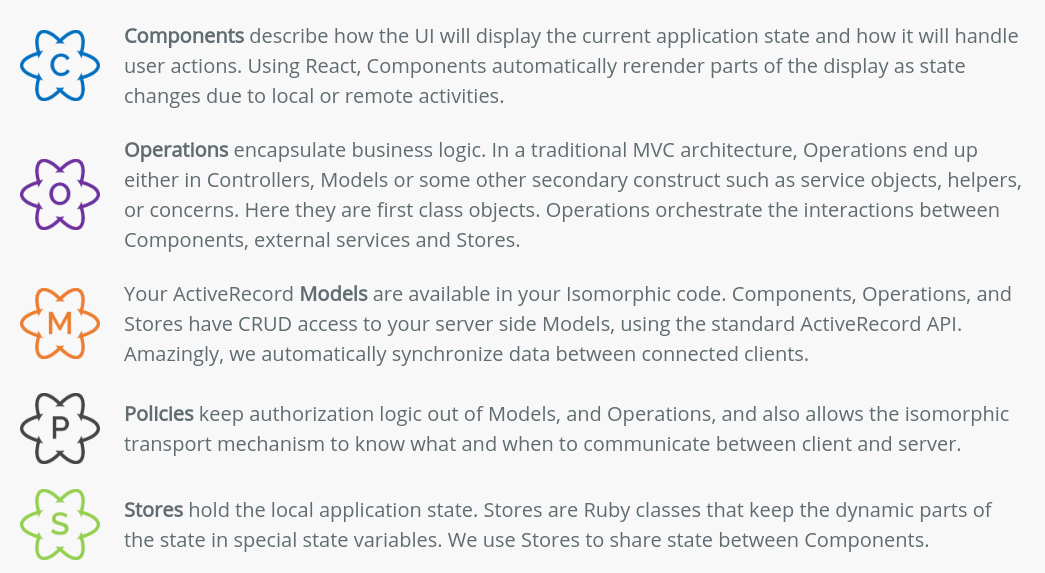 C
Components describe how the UI will display the current application state and how it will handle
user actions. Using React, Components automatically rerender parts of the display as state
changes due to local or remote activities.
O
Operations encapsulate business logic. In a traditional MVC architecture, Operations end up
either in Controllers, Models or some other secondary construct such as service objects, helpers,
or concerns. Here they are first class objects. Operations orchestrate the interactions between
Components, external services and Stores.
M
Your ActiveRecord Models are available in your Isomorphic code. Components, Operations, and
Stores have CRUD access to your server side Models, using the standard ActiveRecord API.
Amazingly, we automatically synchronize data between connected clients.
P
Policies keep authorization logic out of Models, and Operations, and also allows the isomorphic
transport mechanism to know what and when to communicate between client and server.
S
Stores hold the local application state. Stores are Ruby classes that keep the dynamic parts of
the state in special state variables. We use Stores to share state between Components.